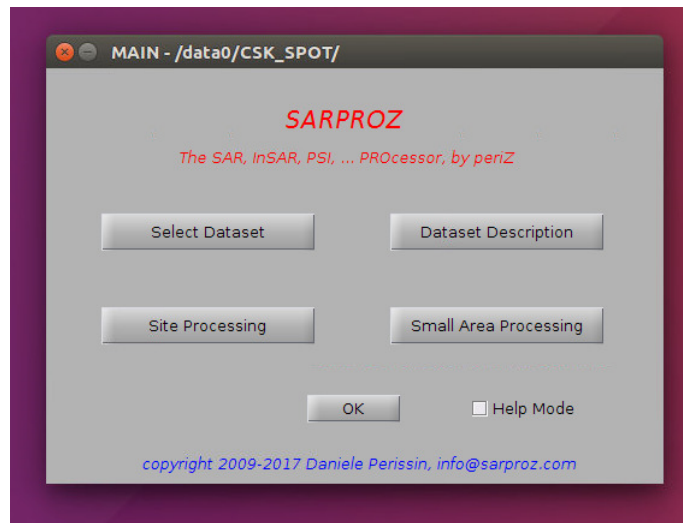 MAIN - /data0/CSK_SPOT/
SARPROZ
The SAR, InSAR, PSI, ... PROcessor, by periZ
Select Dataset
Dataset Description
Site Processing
Small Area Processing
OK
Help Mode
copyright 2009-2017 Daniele Perissin, info@sarproz.com